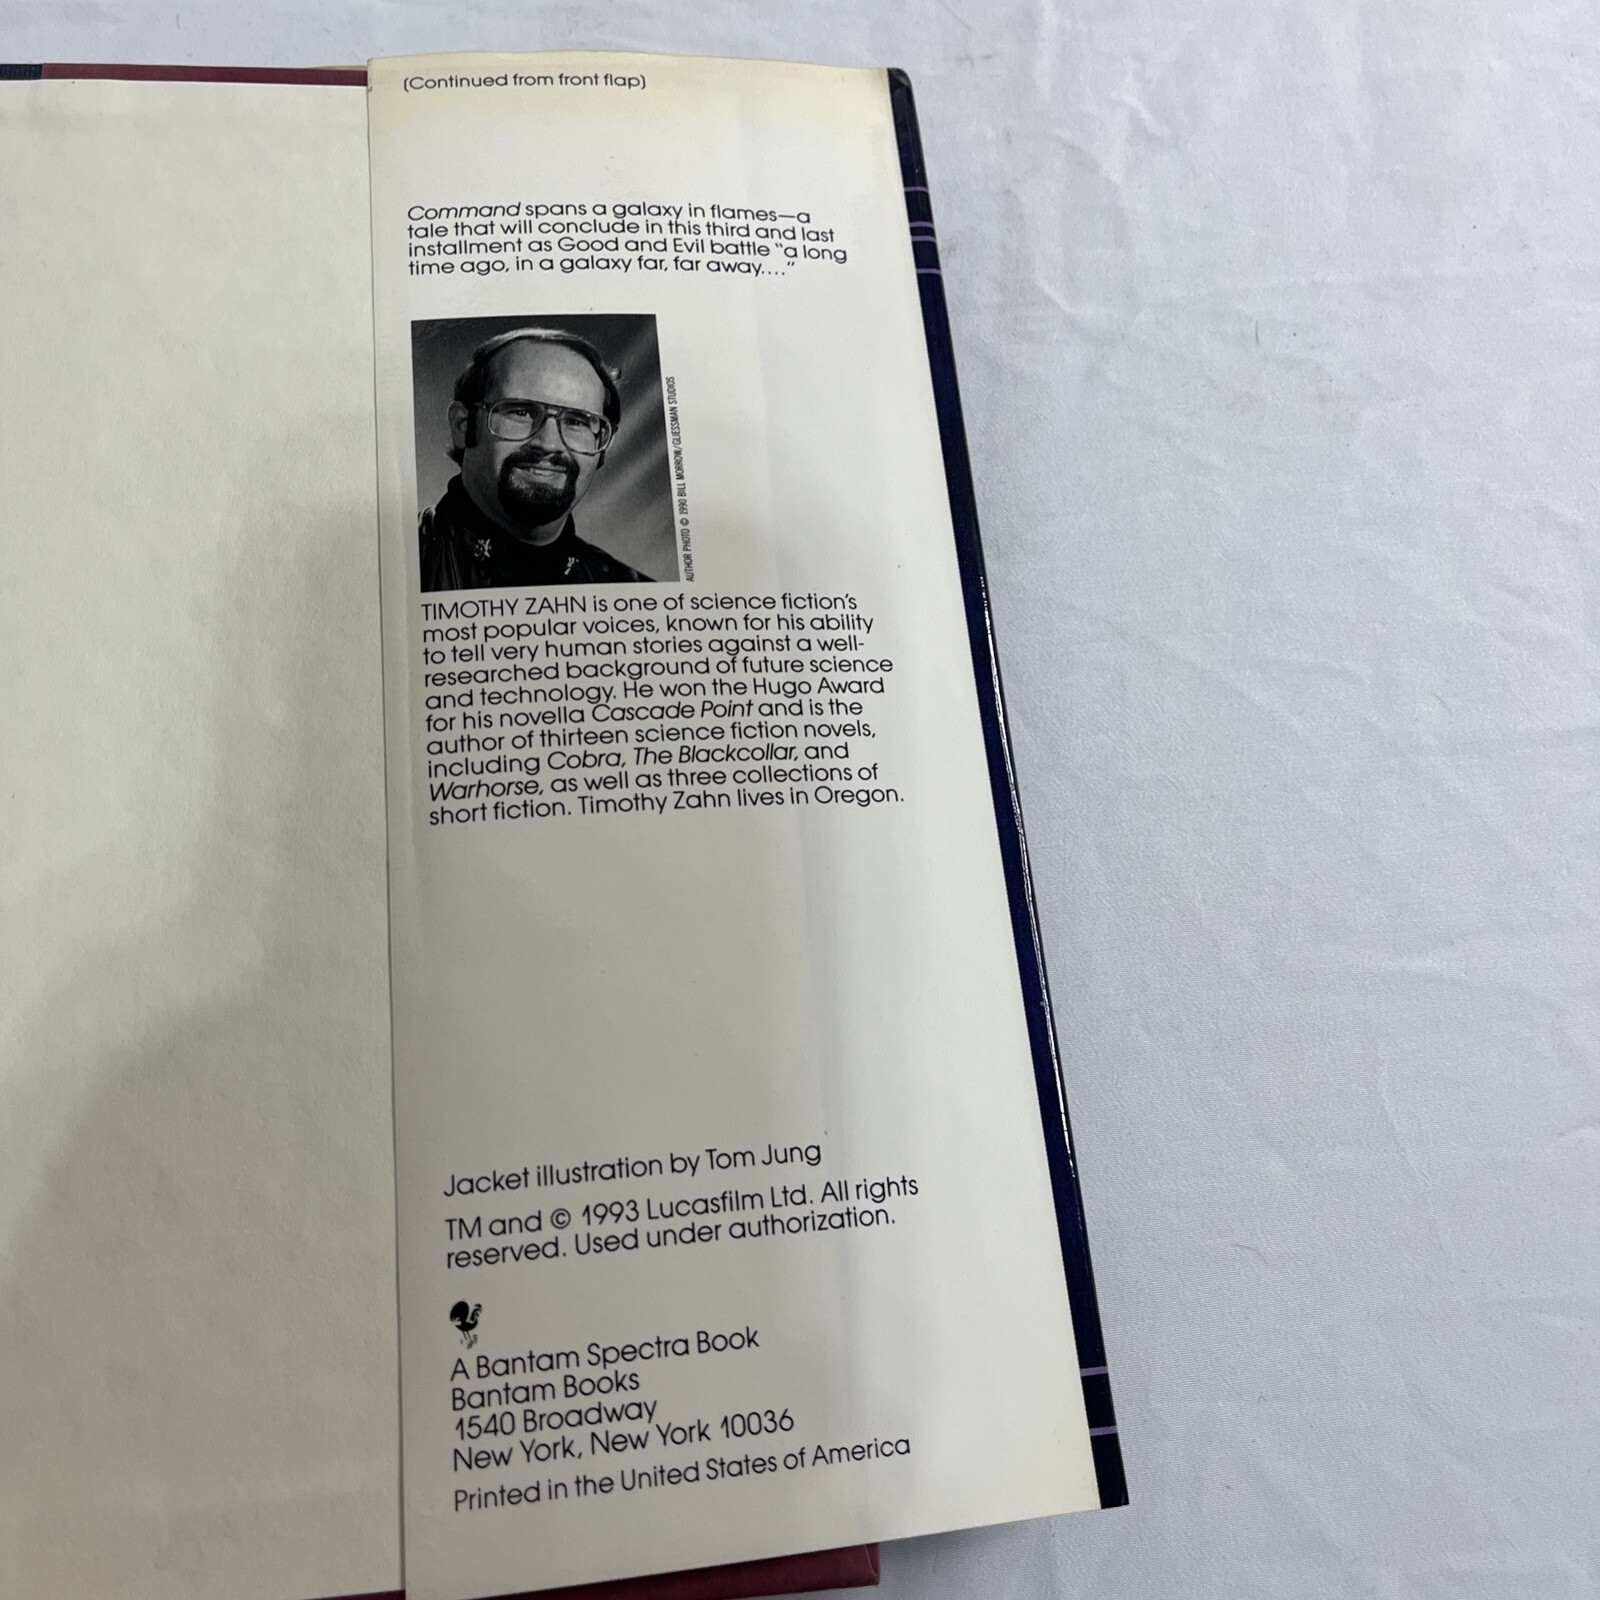 (Continued from front flap)
Command spans a galaxy in flames—a
tale that will conclude in this third and last
installment as Good and Evil battle "a long
time ago, in a galaxy far, far away...."
AUTHOR PHOTO © 1990 BILL MORROW/GLIESSMAN STUDIOS
TIMOTHY ZAHN is one of science fiction's
most popular voices, known for his ability
to tell very human stories against a well-
researched background of future science
and technology. He won the Hugo Award
for his novella Cascade Point and is the
author of thirteen science fiction novels,
including Cobra, The Blackcollar, and
Warhorse, as well as three collections of
short fiction. Timothy Zahn lives in Oregon.
Jacket illustration by Tom Jung
TM and © 1993 Lucasfilm Ltd. All rights
reserved. Used under authorization.
A Bantam Spectra Book
Bantam Books
1540 Broadway
New York, New York 10036
Printed in the United States of America